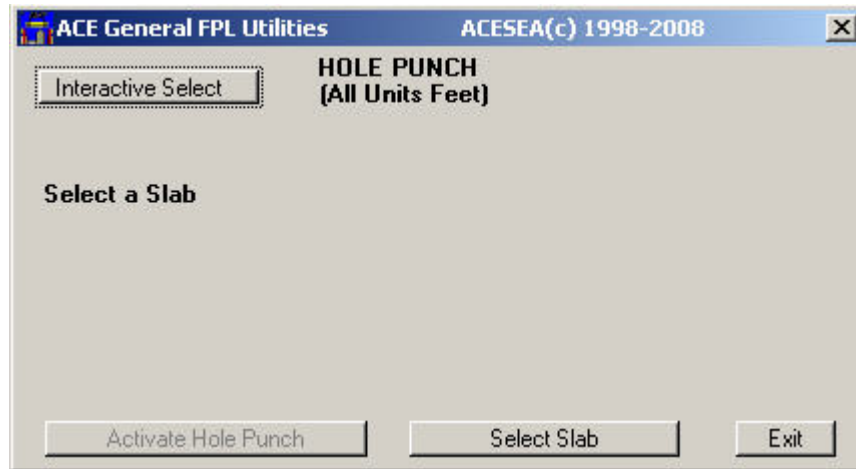 ACE General FPL Utilities ACESEA(c) 1998-2008
Interactive Select
HOLE PUNCH
(All Units Feet)
Select a Slab
Activate Hole Punch Select Slab Exit